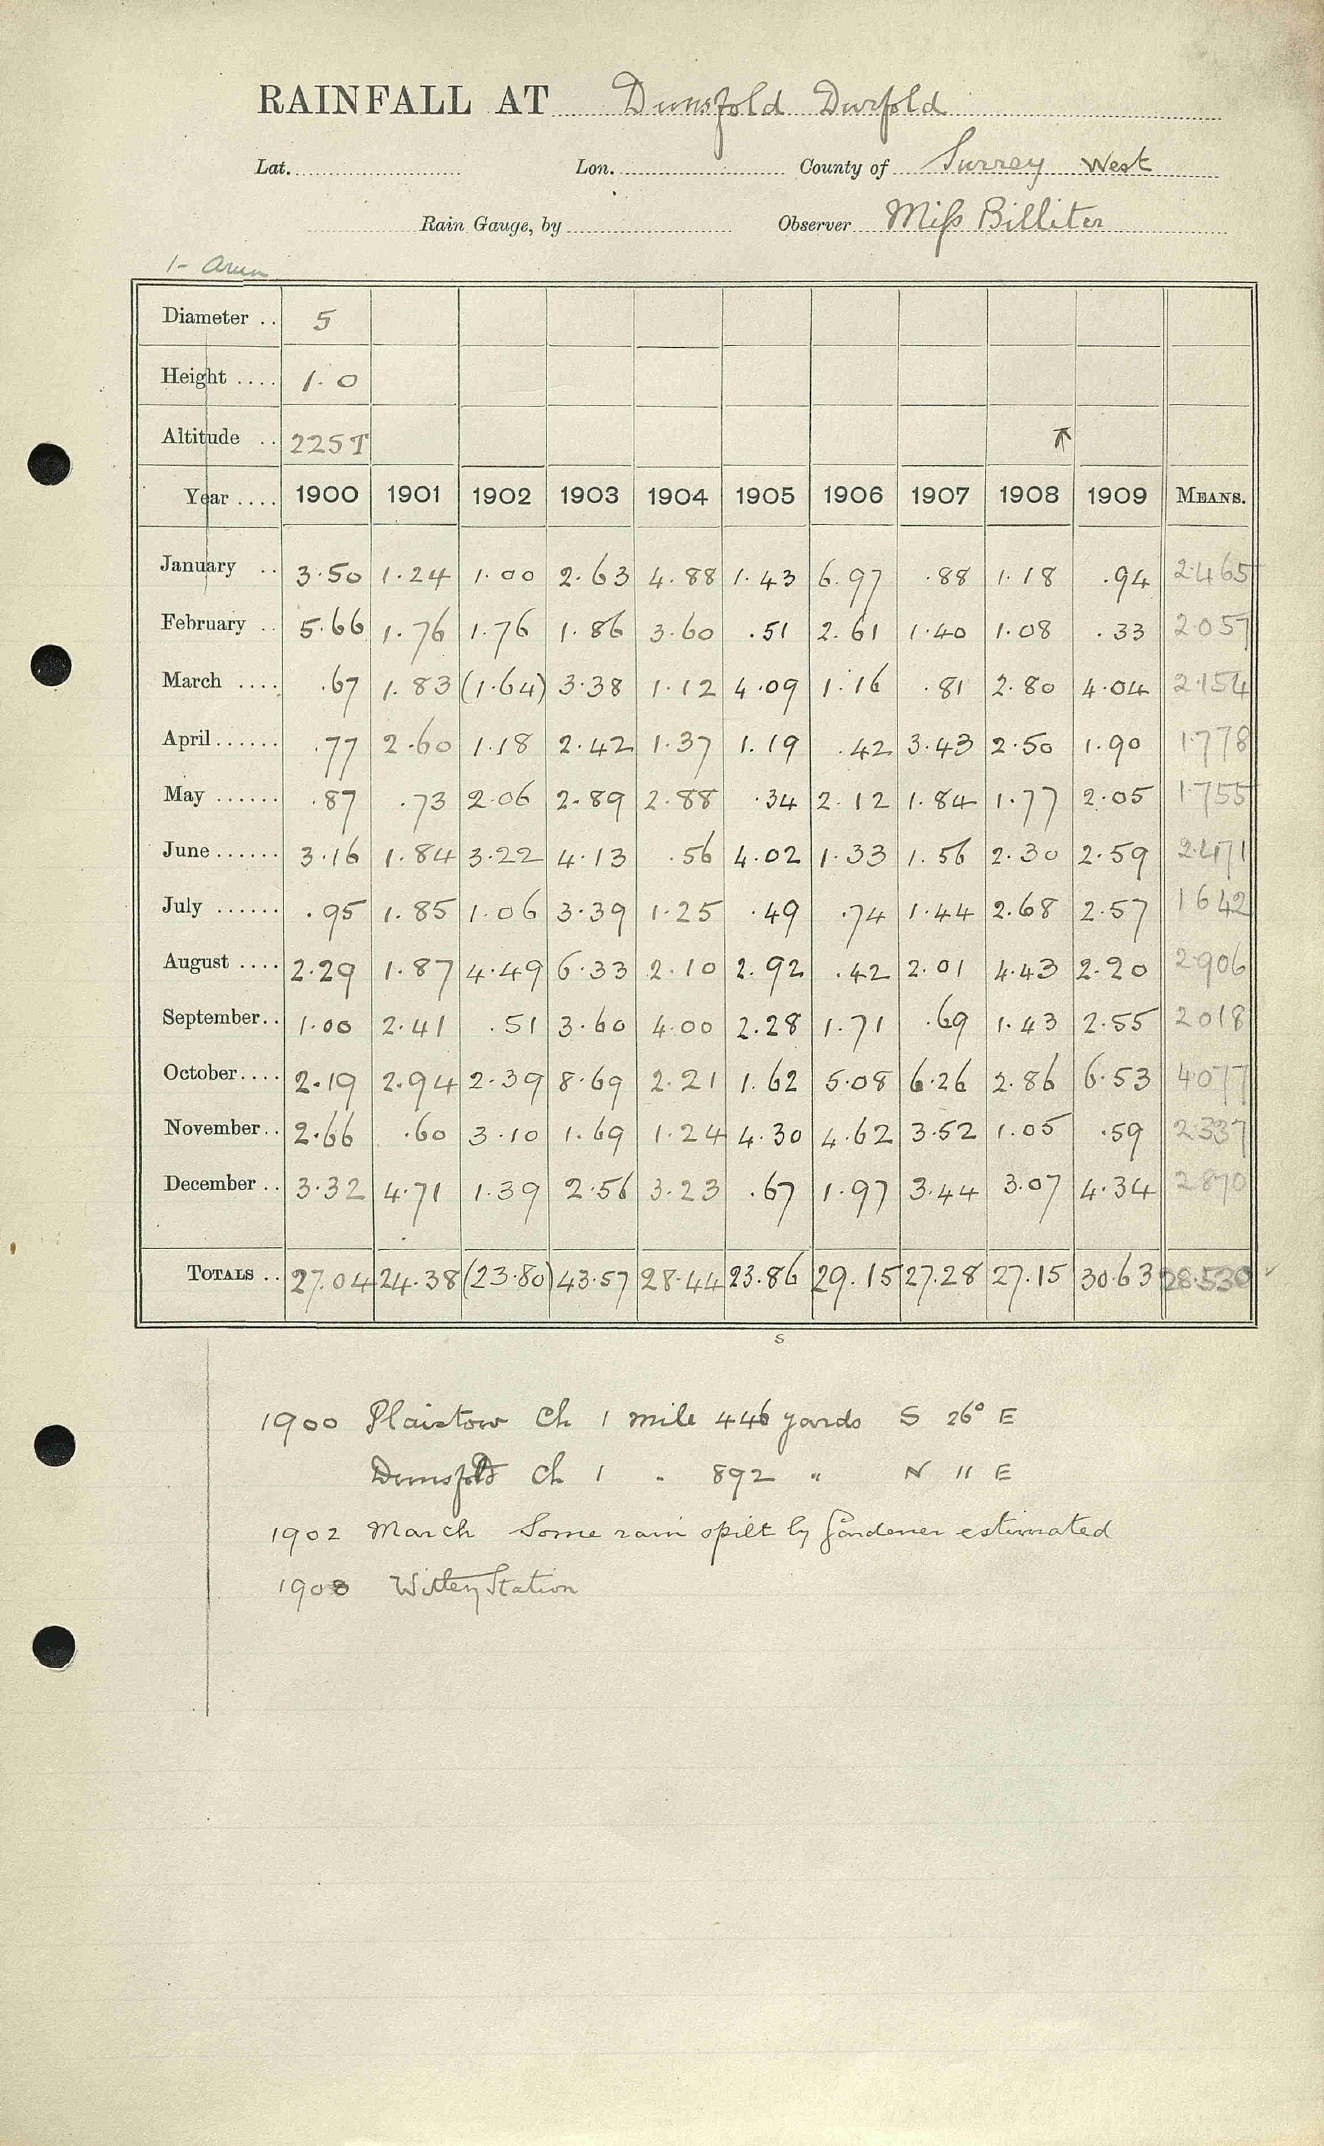 RAINFALL AT Dunsfold Durfold
Lat. Lon. County of Surrey West
Rain Gauge, by Observer Miſs Billiter
1- Arun
Diameter .. 5
Height .... 1.0
Altitude .. 225T
Year .... 1900 1901 1902 1903 1904 1905 1906 1907 1908 1909 MEANS.
January .. 3.50 1.24 1.00 2.63 4.88 1.43 6.97 .88 1.18 .94 2.465
February .. 5.66 1.76 1.76 1.86 3.60 .51 2.61 1.40 1.08 .33 2.057
March .... .67 1.83 (1.64) 3.38 1.12 4.09 1.16 .81 2.80 4.04 2.154
April...... .77 2.60 1.18 2.42 1.37 1.19 .42 3.43 2.50 1.90 1.778
May ...... .87 .73 2.06 2.89 2.88 .34 2.12 1.84 1.77 2.05 1.755
June...... 3.16 1.84 3.22 4.13 .56 4.02 1.33 1.56 2.30 2.59 2.471
July ...... .95 1.85 1.06 3.39 1.25 .49 .74 1.44 2.68 2.57 1642
August .... 2.29 1.87 4.49 6.33 2.10 2.92 .42 2.01 4.43 2.20 2.906
September.. 1.00 2.41 .51 3.60 4.00 2.28 1.71 .69 1.43 2.55 2018
October.... 2.19 2.94 2.39 8.69 2.21 1.62 5.08 6.26 2.86 6.53 4.077
November.. 2.66 .60 3.10 1.69 1.24 4.30 4.62 3.52 1.05 .59 2.337
December .. 3.32 4.71 1.39 2.56 3.23 .67 1.97 3.44 3.07 4.34 2870
TOTALS .. 27.04 24.38 (23.80) 43.57 28.44 23.86 29.15 27.28 27.15 30.63 28.530
s
1900 Plaistow Ch 1 mile 446 yards S 26° E
Dunsfold Ch 1 " 892 " N 11 E
1902 March Some rain spilt by Gardener estimated
1908 Witley Station